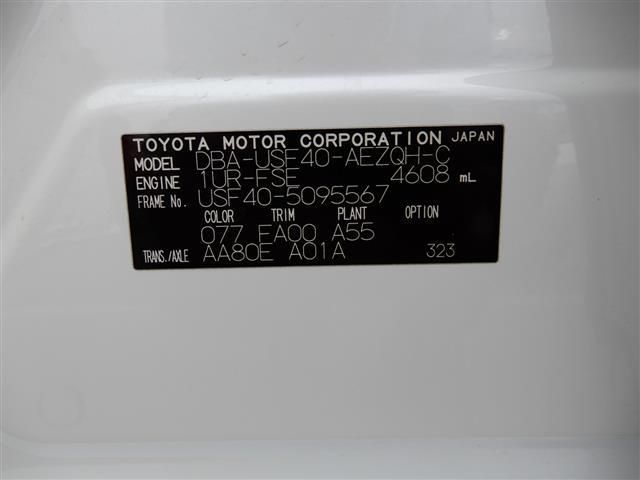 TOYOTA MOTOR CORPORATION JAPAN
MODEL DBA-USF40-AEZQH-C
ENGINE 1UR-FSE 4608 mL
FRAME No. USF40-5095567
COLOR TRIM PLANT OPTION
077 FA00 A55
TRANS./AXLE AA80E A01A 323